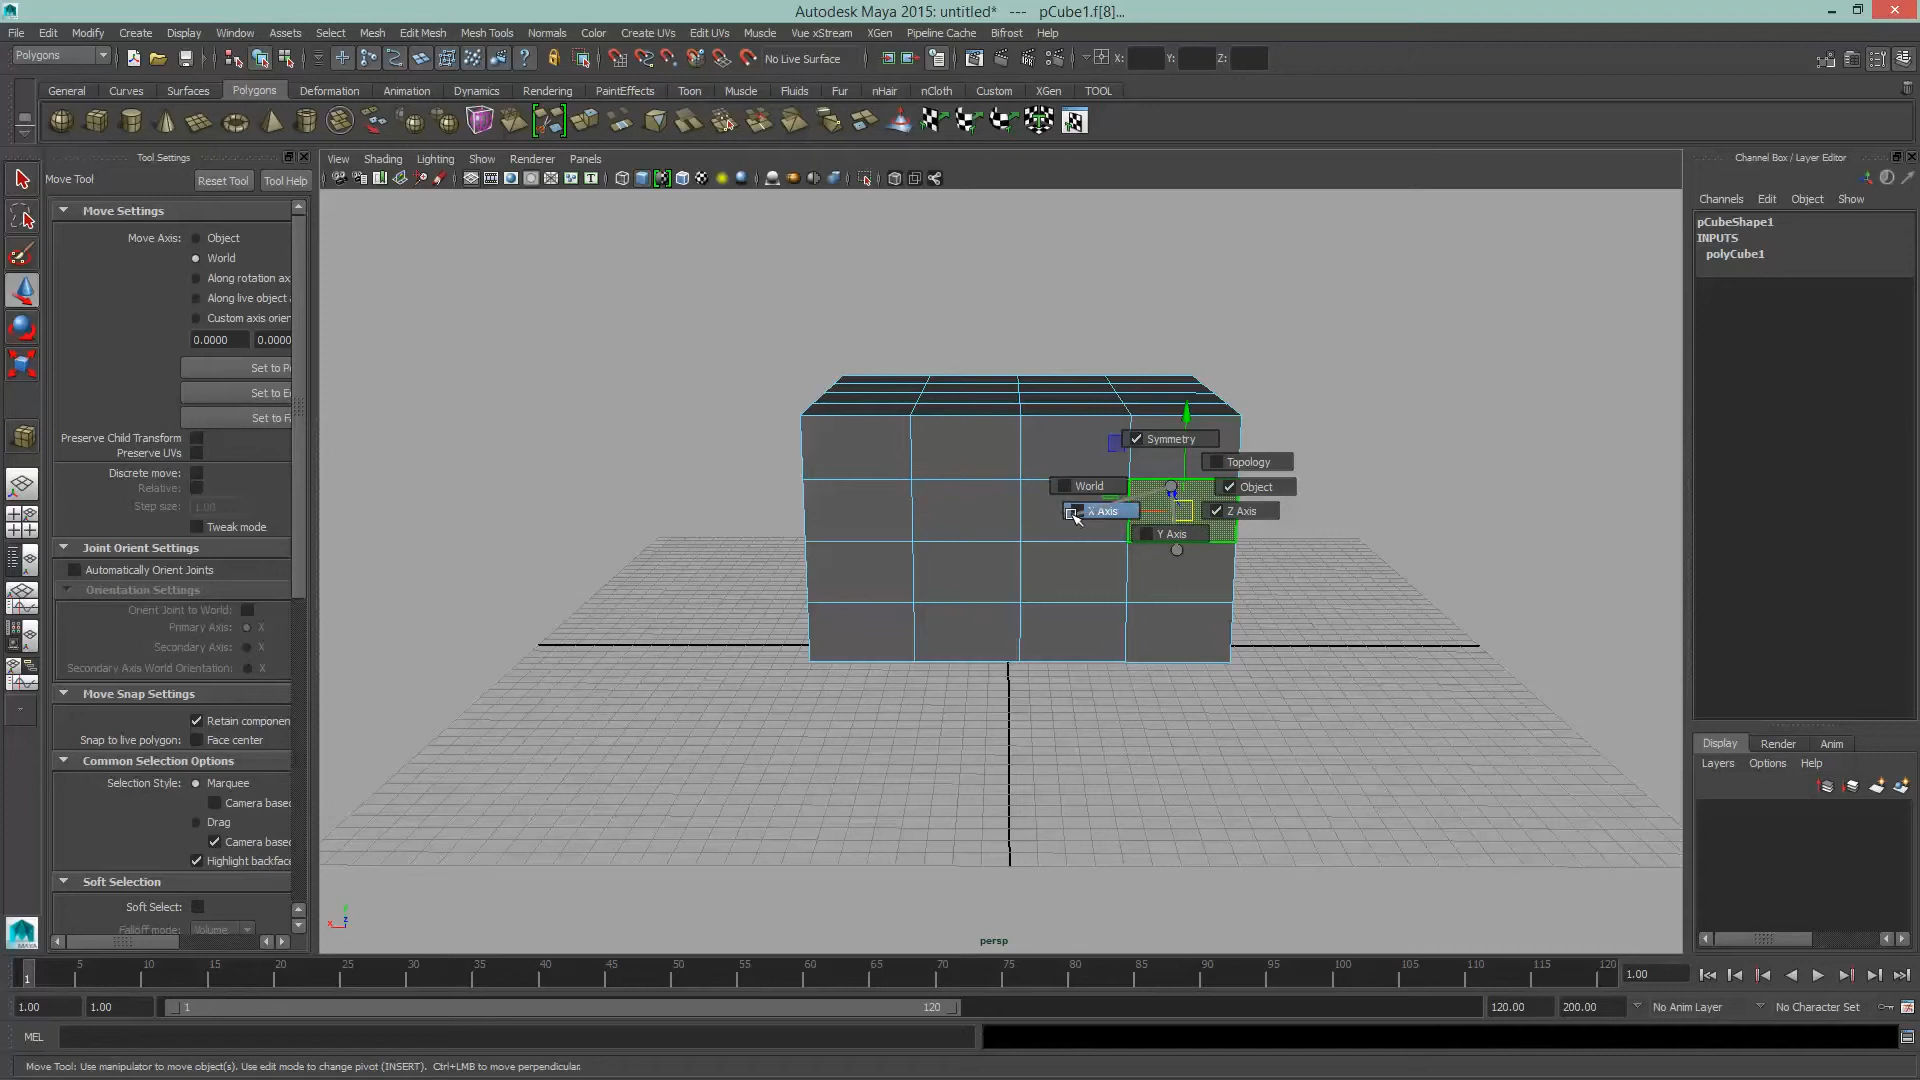 Autodesk Maya 2015: untitled* --- pCube1.f[8]...
File Edit Modify Create Display Window Assets Select Mesh Edit Mesh Mesh Tools Normals Color Create UVs Edit UVs Muscle Vue xStream XGen Pipeline Cache Bifrost Help
Polygons No Live Surface X: Y: Z:
General Curves Surfaces Polygons Deformation Animation Dynamics Rendering PaintEffects Toon Muscle Fluids Fur nHair nCloth Custom XGen TOOL
Tool Settings
Move Tool Reset Tool Tool Help
Move Settings
Move Axis: Object
World
Along rotation ax
Along live object
Custom axis orien
0.0000 0.0000
Set to P
Set to E
Set to F
Preserve Child Transform
Preserve UVs
Discrete move:
Relative:
Step size: 1.00
Tweak mode
Joint Orient Settings
Automatically Orient Joints
Orientation Settings
Orient Joint to World:
Primary Axis: X
Secondary Axis: X
Secondary Axis World Orientation: X
Move Snap Settings
Retain componen
Snap to live polygon: Face center
Common Selection Options
Selection Style: Marquee
Camera based
Drag
Camera based
Highlight backface
Soft Selection
Soft Select:
Falloff mode: Volume
View Shading Lighting Show Renderer Panels
Symmetry
Topology
World
Object
X Axis
Z Axis
Y Axis
persp
Channel Box / Layer Editor
Channels Edit Object Show
pCubeShape1
INPUTS
polyCube1
Display Render Anim
Layers Options Help
5 10 15 20 25 30 35 40 45 50 55 60 65 70 75 80 85 90 95 100 105 110 115 120
1 1.00
1.00 1.00 1 120 120.00 200.00 No Anim Layer No Character Set
MEL
Move Tool: Use manipulator to move object(s). Use edit mode to change pivot (INSERT). Ctrl+LMB to move perpendicular.